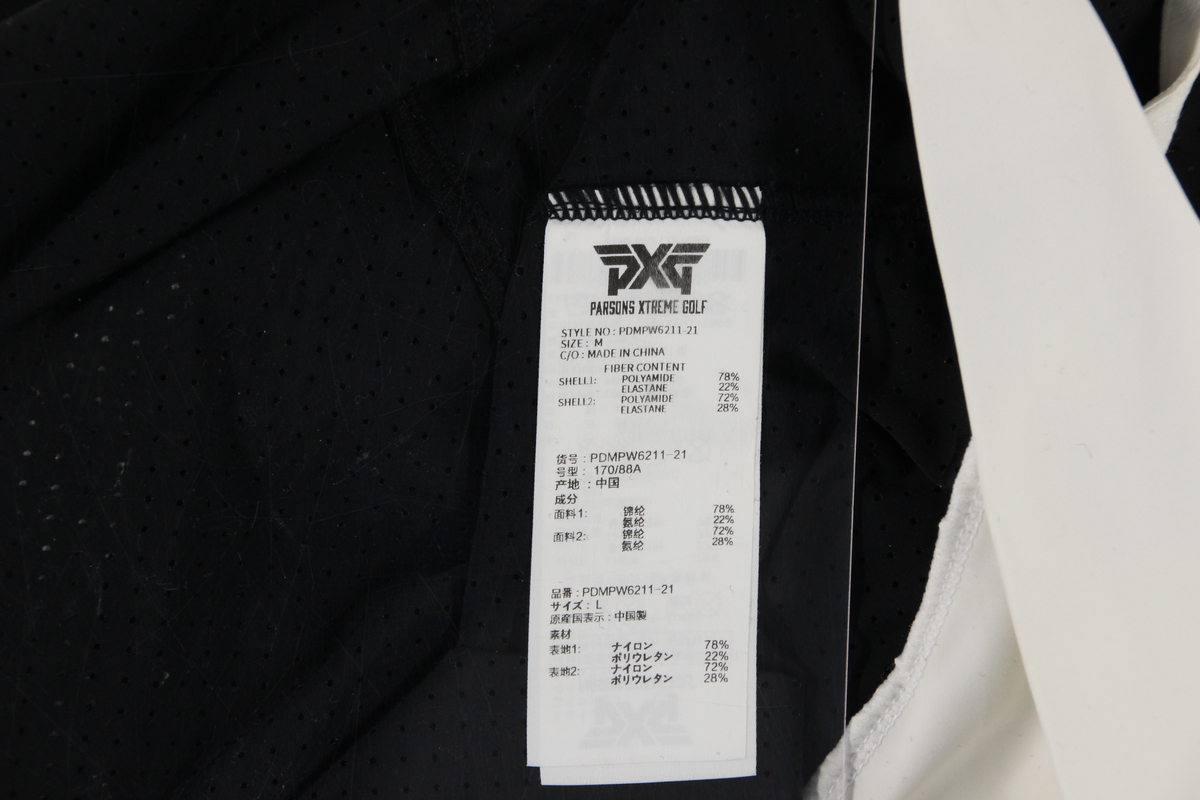 PXG
PARSONS XTREME GOLF
STYLE NO : PDMPW6211-21
SIZE : M
C/O : MADE IN CHINA
FIBER CONTENT
SHELL1: POLYAMIDE 78%
ELASTANE 22%
SHELL2: POLYAMIDE 72%
ELASTANE 28%
货号 : PDMPW6211-21
号型 : 170/88A
产地 : 中国
成分
面料1: 锦纶 78%
氨纶 22%
面料2: 锦纶 72%
氨纶 28%
品番 : PDMPW6211-21
サイズ : L
原産国表示 : 中国製
素材
表地1: ナイロン 78%
ポリウレタン 22%
表地2: ナイロン 72%
ポリウレタン 28%